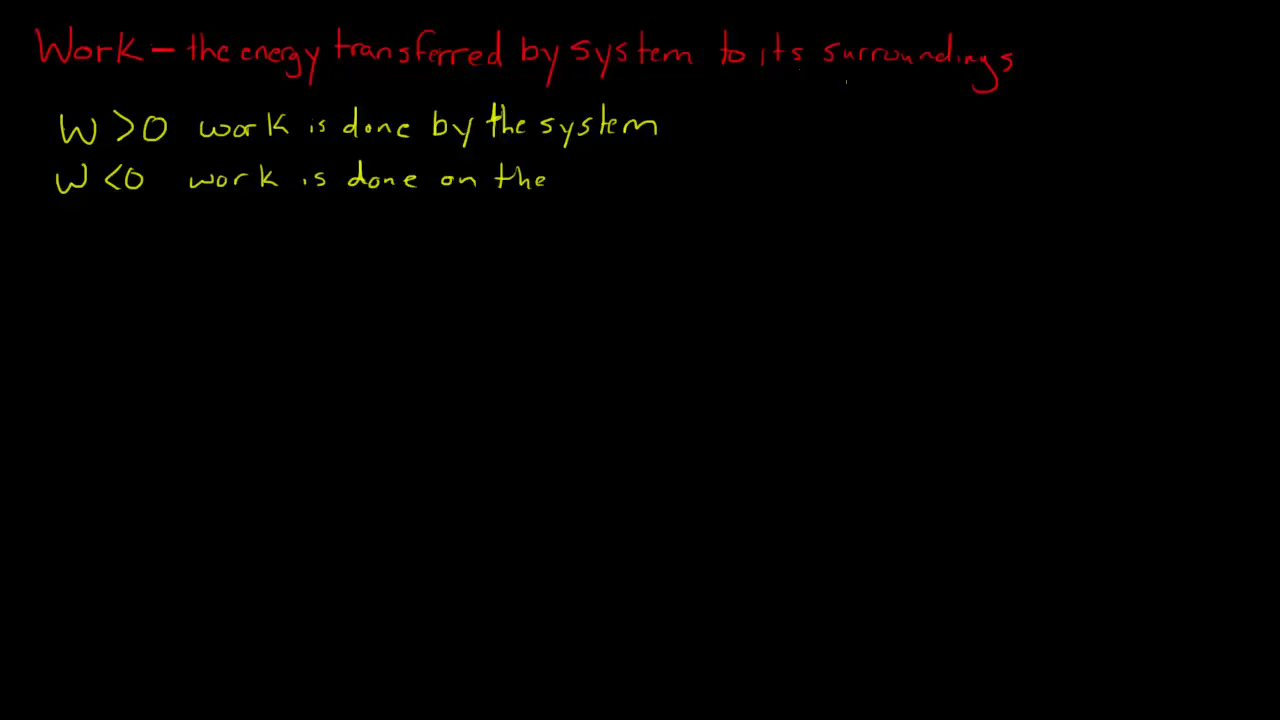 Work – the energy transferred by system to its surroundings
W > 0 work is done by the system
W < 0 work is done on the